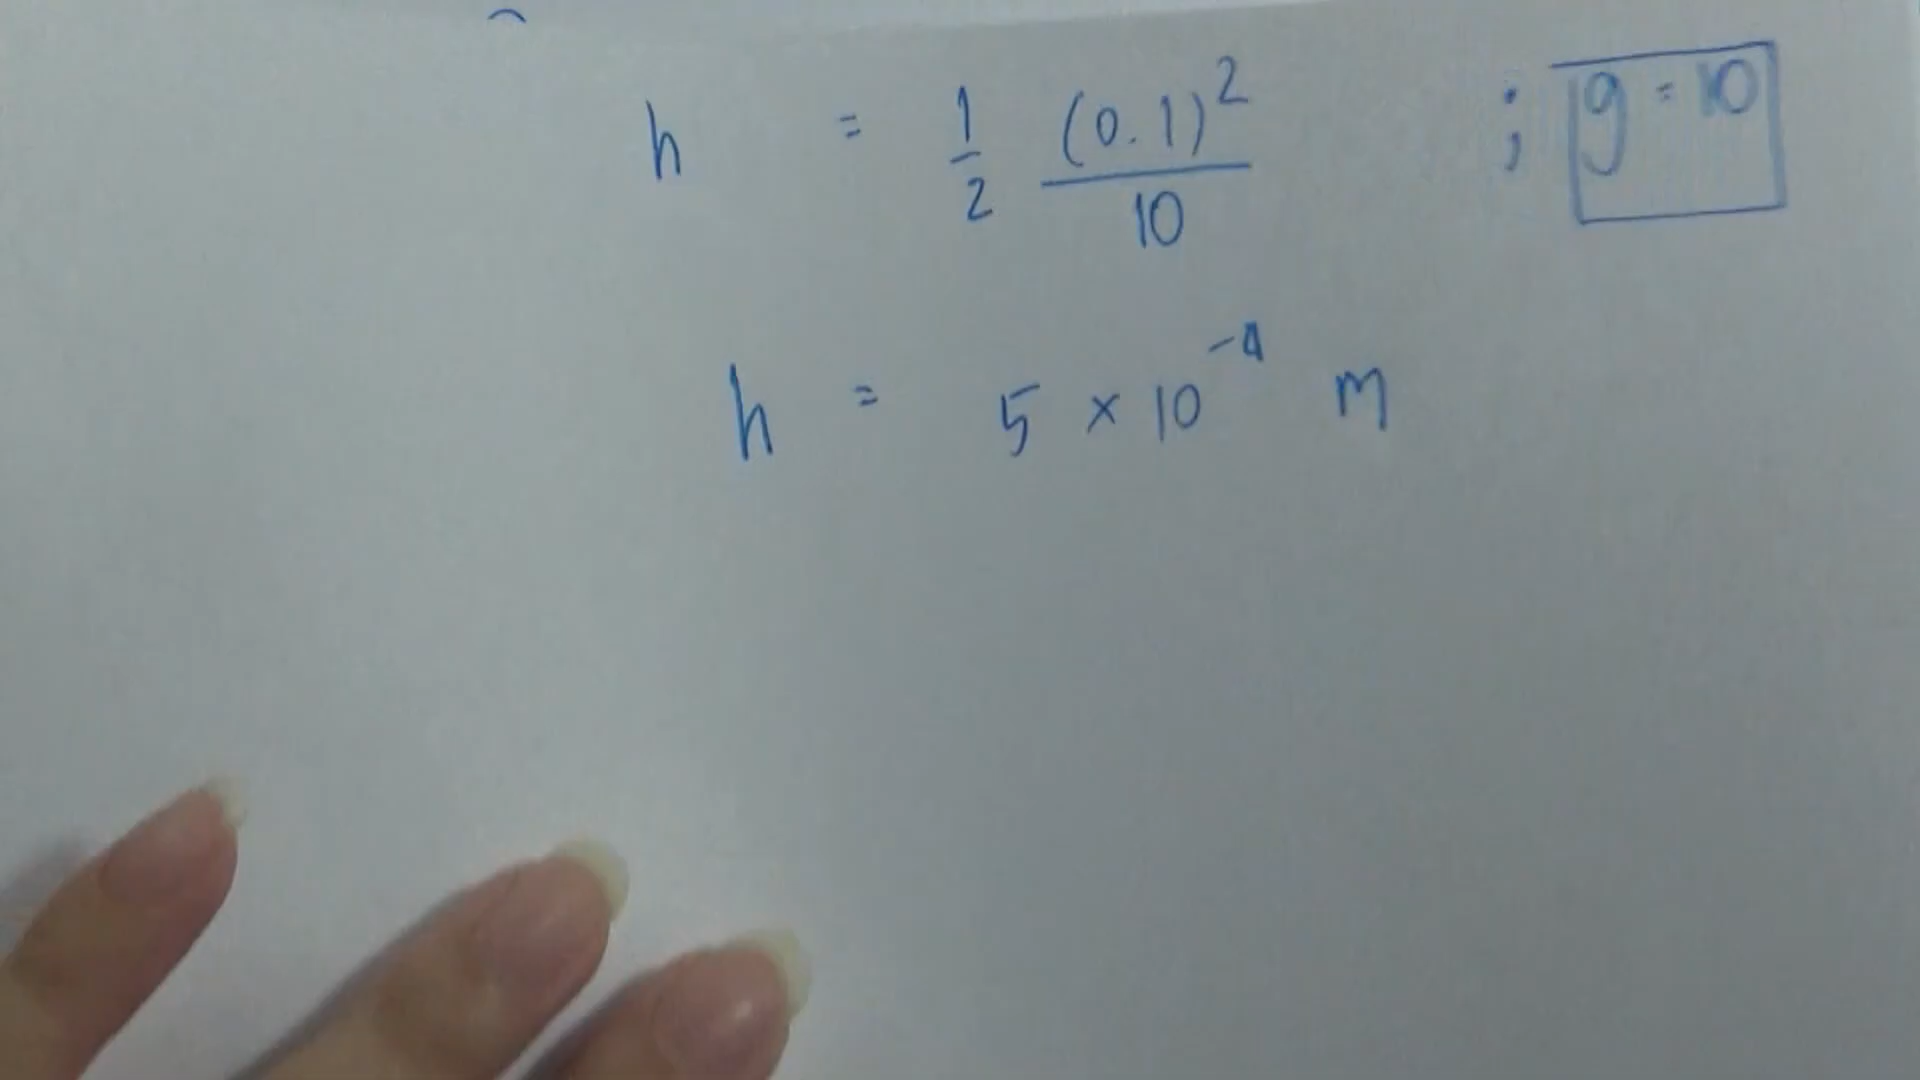 h = 1/2 (0.1)²/10 ; g = 10
h = 5 × 10⁻⁴ m